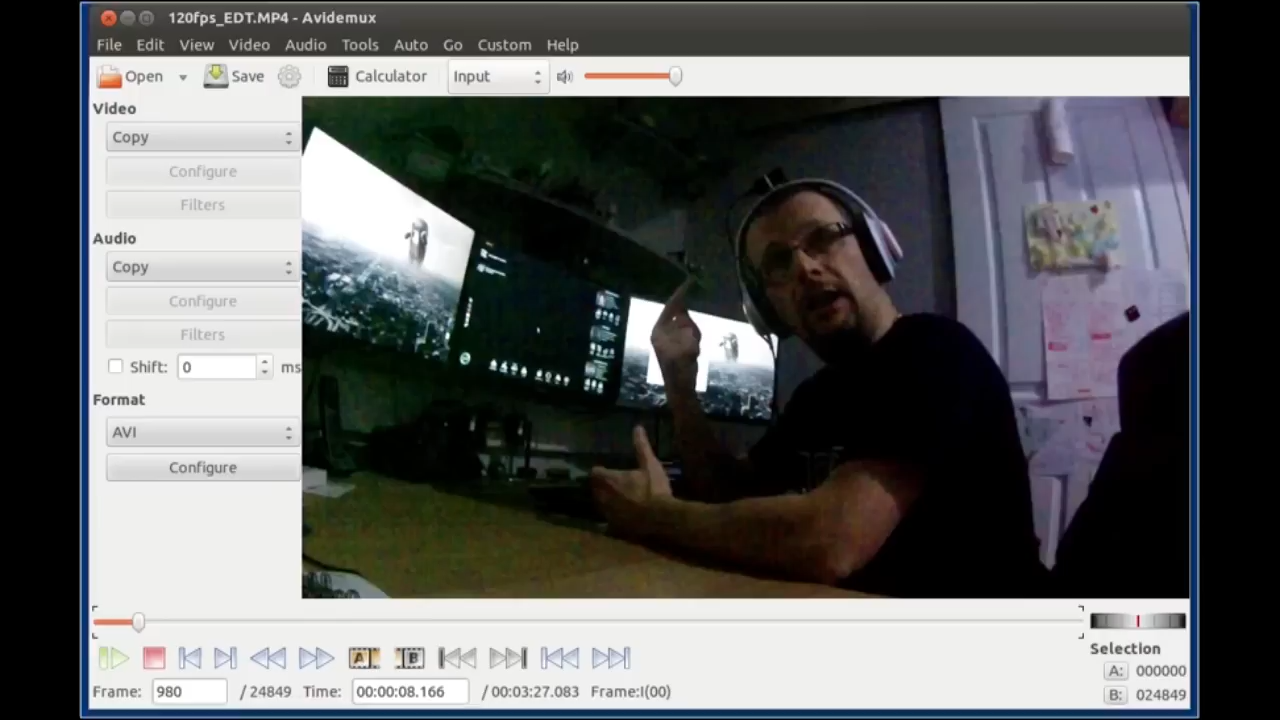 120fps_EDT.MP4 - Avidemux
File Edit View Video Audio Tools Auto Go Custom Help
Open Save Calculator Input
Video
Copy
Configure
Filters
Audio
Copy
Configure
Filters
Shift: 0 ms
Format
AVI
Configure
A B
Selection
A: 000000
Frame: 980 / 24849 Time: 00:00:08.166 / 00:03:27.083 Frame:I(00)
B: 024849